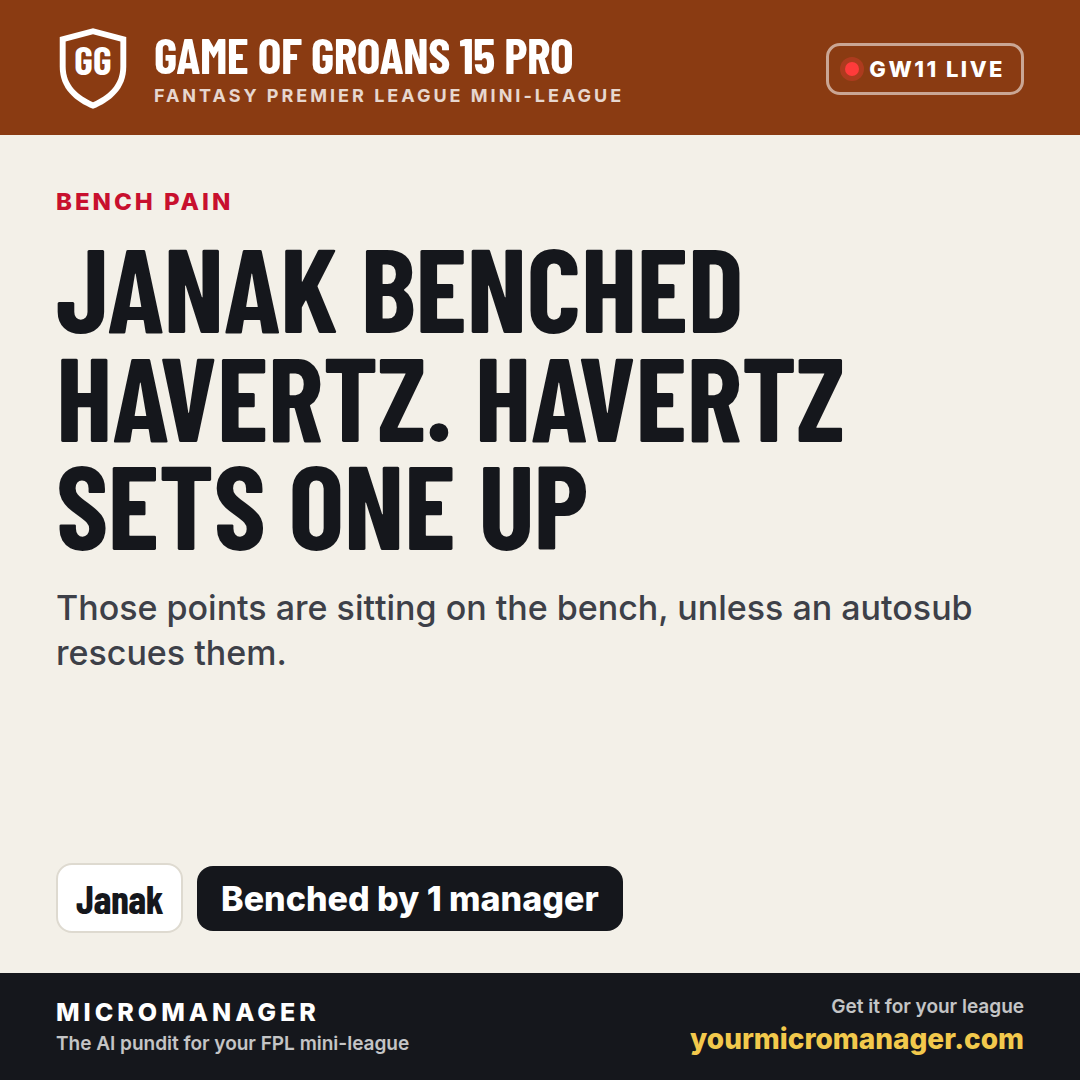 GG
GAME OF GROANS 15 PRO
FANTASY PREMIER LEAGUE MINI-LEAGUE
GW11 LIVE
BENCH PAIN
JANAK BENCHED
HAVERTZ. HAVERTZ
SETS ONE UP
Those points are sitting on the bench, unless an autosub
rescues them.
Janak
Benched by 1 manager
MICROMANAGER
The AI pundit for your FPL mini-league
Get it for your league
yourmicromanager.com